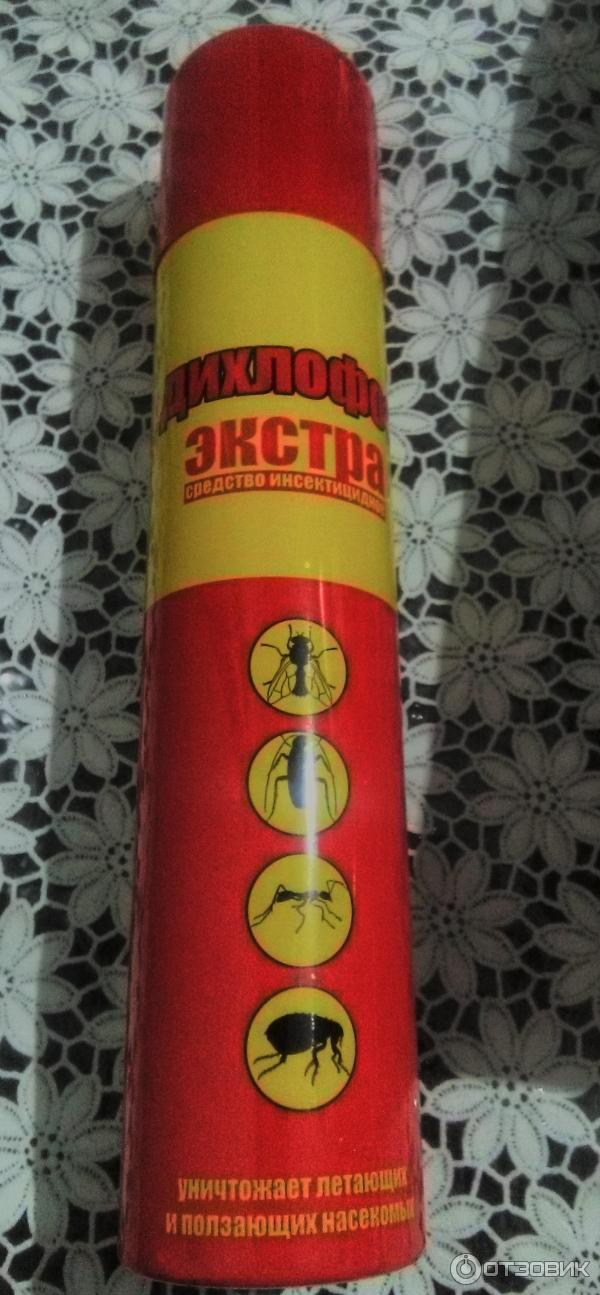 ДИХЛОФО
ЭКСТРА
СРЕДСТВО ИНСЕКТИЦИДНО
УНИЧТОЖАЕТ ЛЕТАЮЩИХ
И ПОЛЗАЮЩИХ НАСЕКОМЫ
ОТЗОВИК